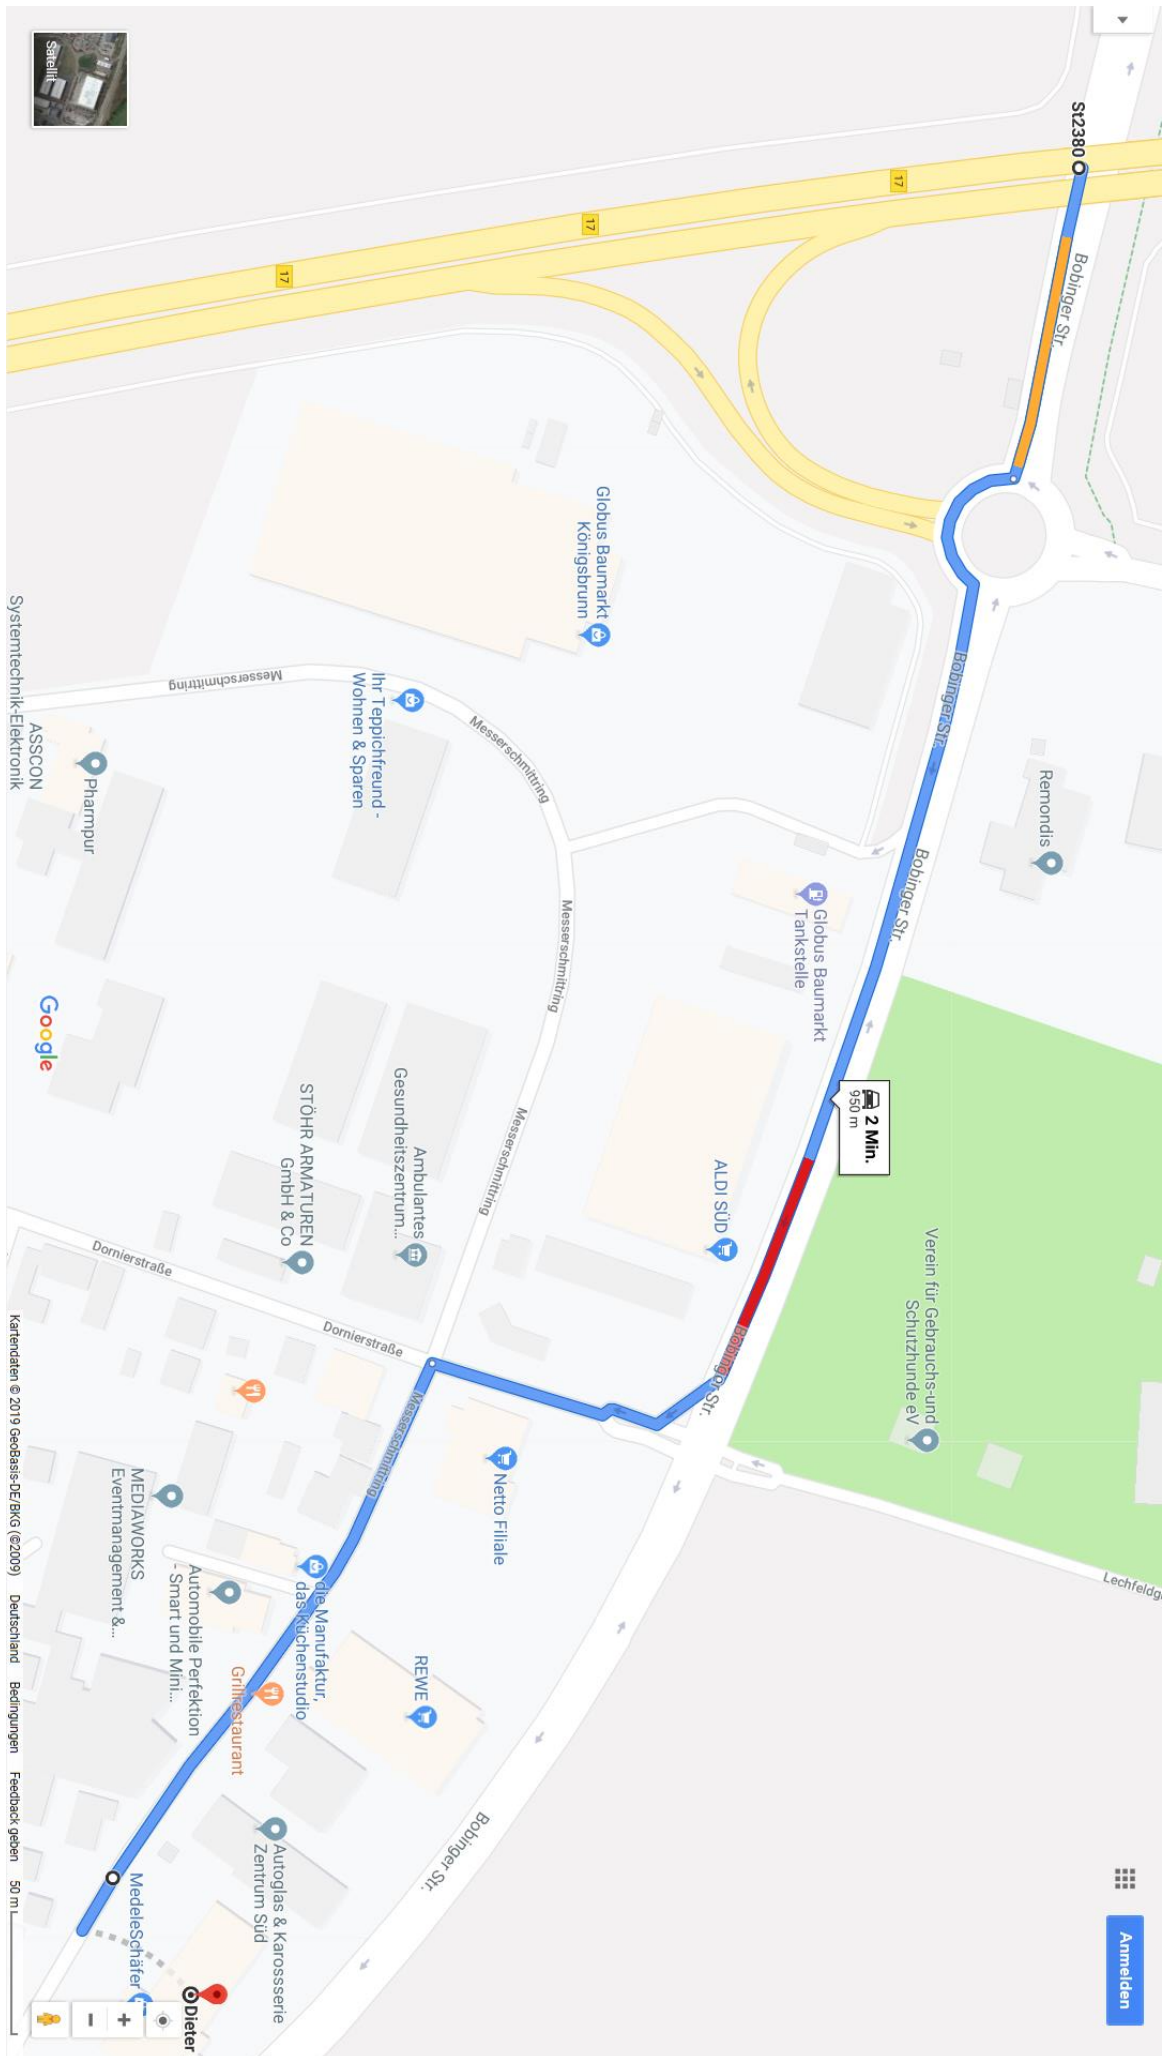 St2380
Bobinger Str.
17
17
17
Satellit
Globus Baumarkt
Königsbrunn
Bobinger Str.
Remondis
Bobinger Str.
Messerschmittring
Ihr Teppichfreund -
Wohnen & Sparen
Messerschmittring
Systemtechnik-Elektronik
ASSCON
Pharmpur
Globus Baumarkt
Tankstelle
Messerschmittring
Google
2 Min.
950 m
Messerschmittring
ALDI SÜD
Verein für Gebrauchs-und
Schutzhunde eV
Ambulantes
Gesundheitszentrum...
STÖHR ARMATUREN
GmbH & Co
Dornierstraße
Dornierstraße
Bobinger Str.
Messerschmittring
Netto Filiale
Lechfeldg
MEDIAWORKS
Eventmanagement &...
die Manufaktur,
das Küchenstudio
Automobile Perfektion
- Smart und Mini...
REWE
Grillrestaurant
Bobinger Str.
Autoglas & Karossserie
Zentrum Süd
MedeleSchäfer
Dieter
Anmelden
Kartendaten © 2019 GeoBasis-DE/BKG (©2009) Deutschland Bedingungen Feedback geben 50 m